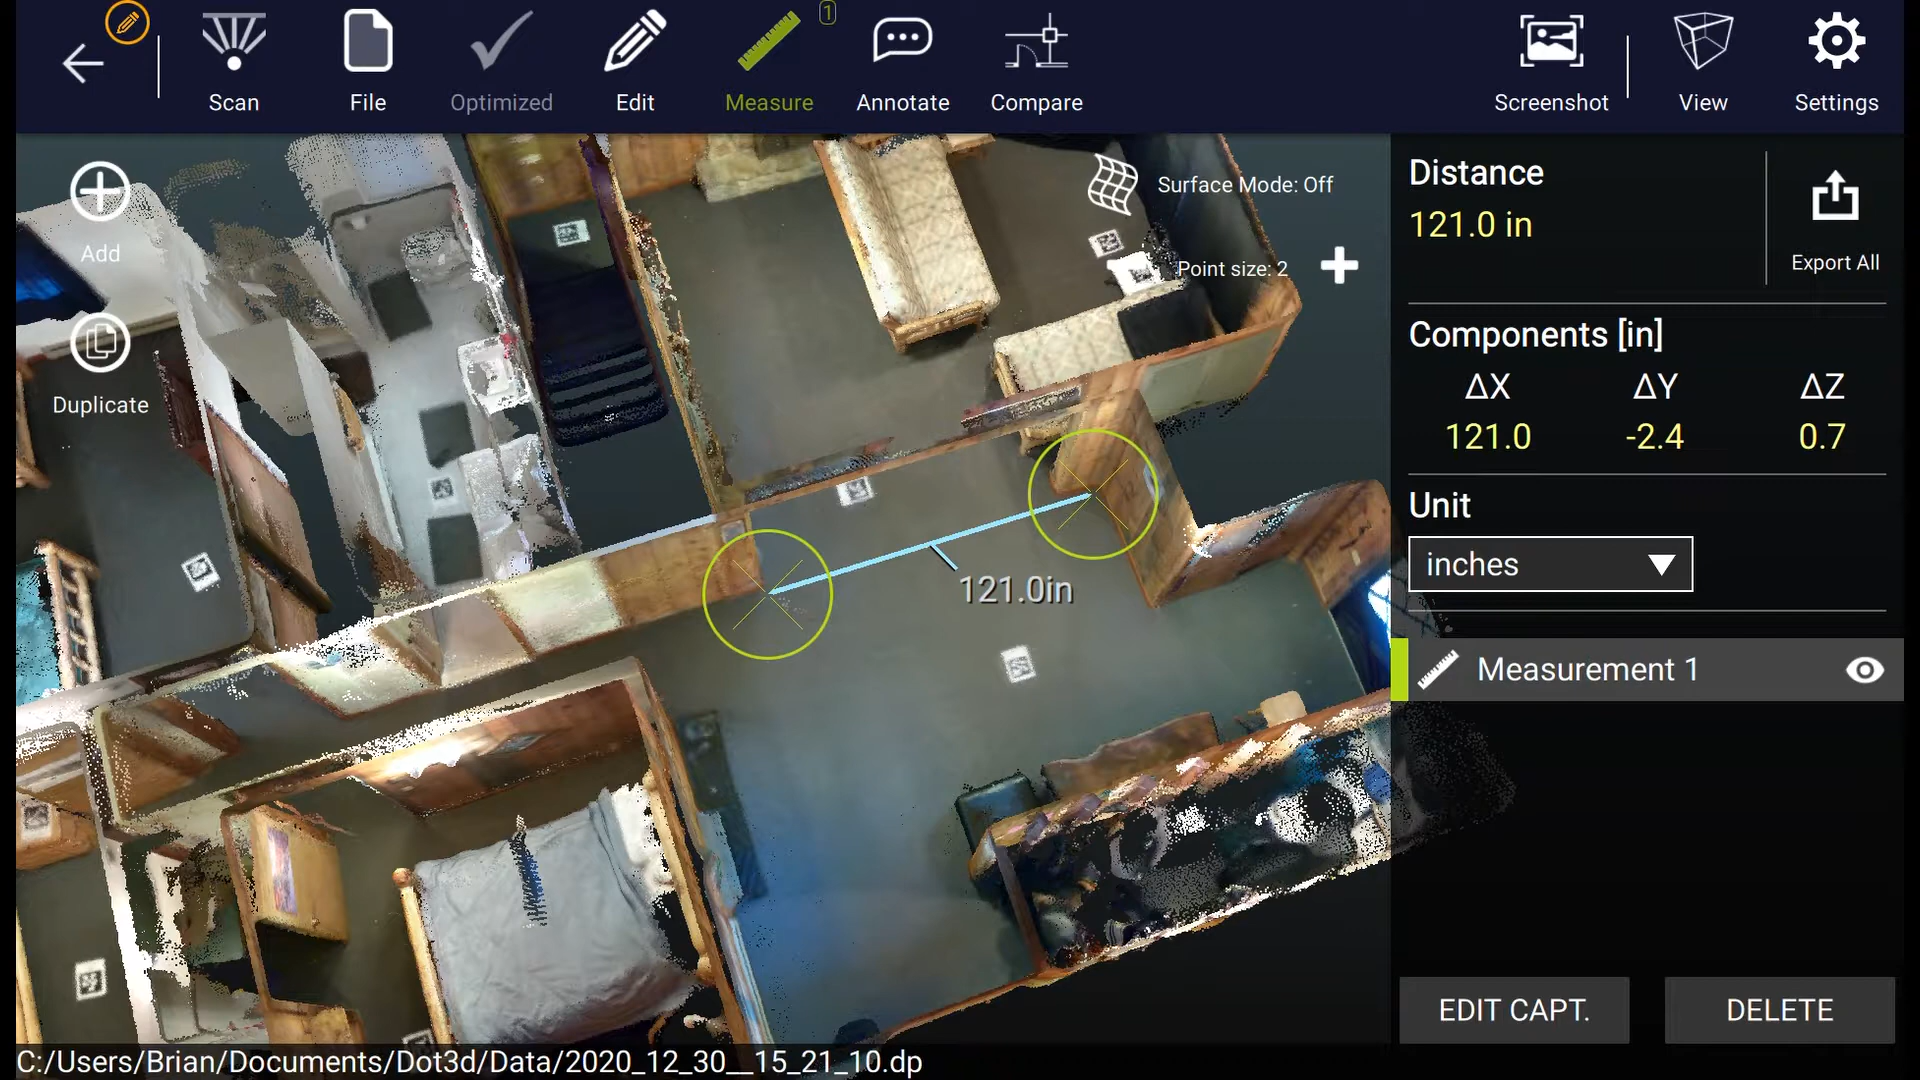 1
Scan
File
Optimized
Edit
Measure
Annotate
Compare
Screenshot
View
Settings
Add
Duplicate
Surface Mode: Off
Point size: 2
121.0in
Distance
121.0 in
Export All
Components [in]
ΔX ΔY ΔZ
121.0 -2.4 0.7
Unit
inches
Measurement 1
EDIT CAPT.
DELETE
C:/Users/Brian/Documents/Dot3d/Data/2020_12_30__15_21_10.dp